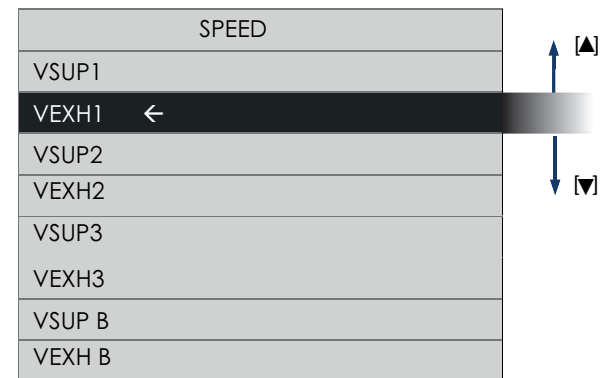 SPEED
[▲]
VSUP1
VEXH1 ←
VSUP2
VEXH2
[▼]
VSUP3
VEXH3
VSUP B
VEXH B